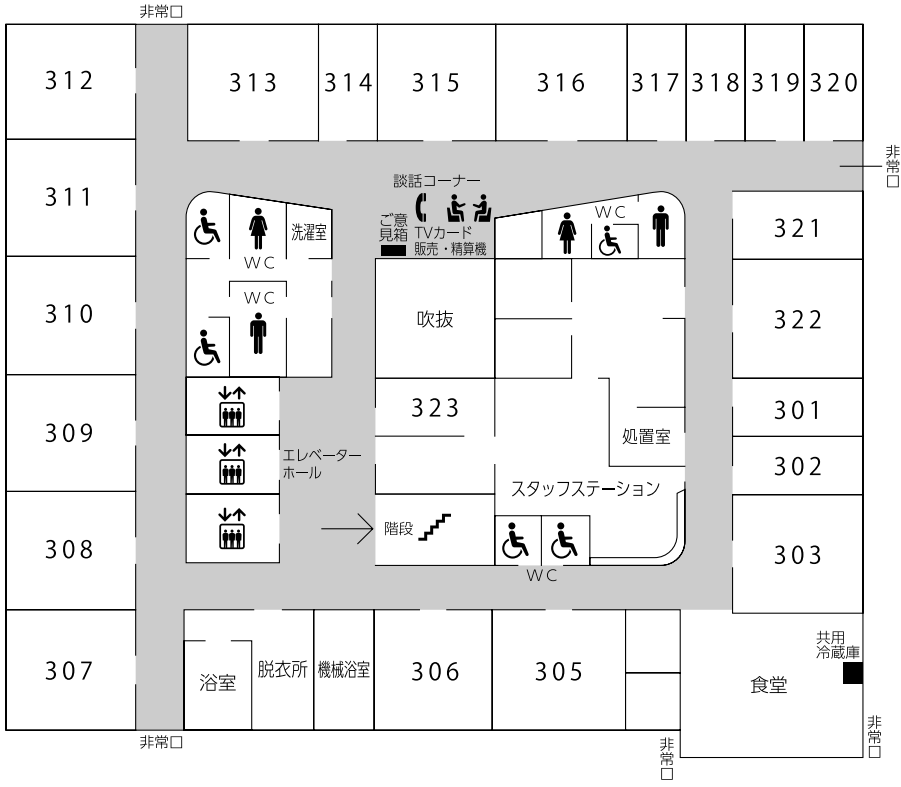 非常口
312
313
314
315
316
317
318
319
320
非常口
311
談話コーナー
ご意
見箱
TVカード
販売・精算機
洗濯室
WC
WC
321
310
WC
吹抜
322
309
323
301
処置室
302
エレベーター
ホール
スタッフステーション
308
階段
303
WC
307
浴室
脱衣所
機械浴室
306
305
食堂
共用
冷蔵庫
非常口
非常口
非常口